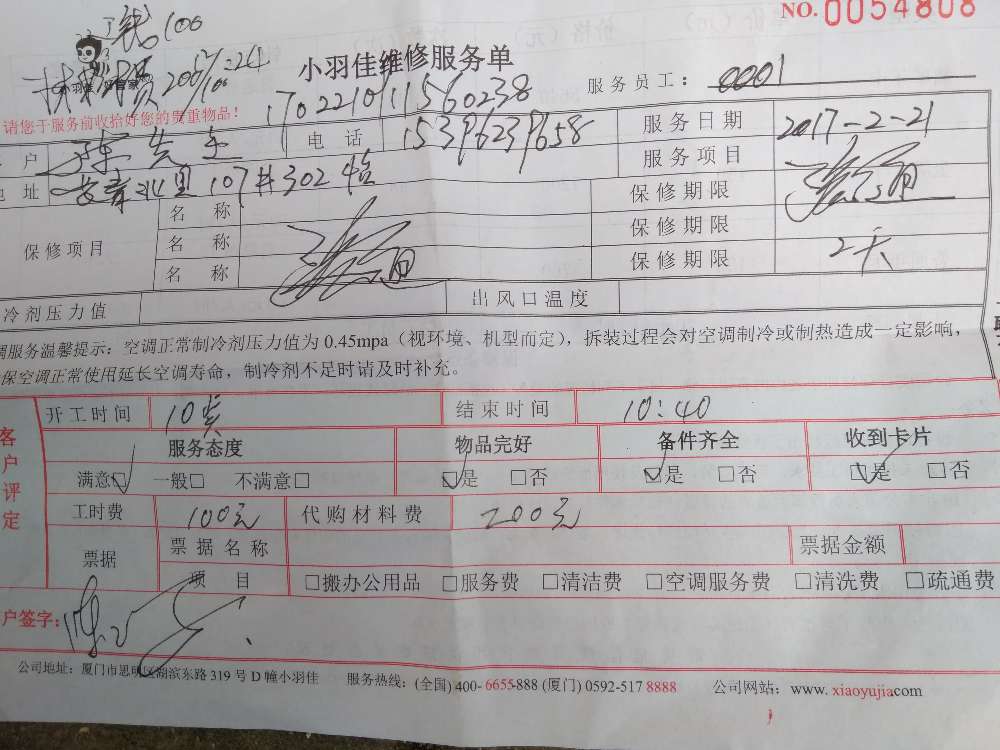 NO. 0054808
钱100
小羽佳维修服务单
服务员工: 0001
17022101156 0238
请您于服务前收拾好您的贵重物品!
户 陈先生 电话 15396239658 服务日期 2017-2-21
址 长青北里107#302 服务项目
保修项目 名称 保修期限
名称 保修期限
名称 保修期限 2天
冷剂压力值 出风口温度
调服务温馨提示：空调正常制冷剂压力值为 0.45mpa（视环境、机型而定），拆装过程会对空调制冷或制热造成一定影响，
保空调正常使用延长空调寿命，制冷剂不足时请及时补充。
客户评定
开工时间 10点 结束时间 10:40
服务态度 物品完好 备件齐全 收到卡片
满意☑ 一般□ 不满意□ ☑是 □否 ☑是 □否 ☑是 □否
工时费 100元 代购材料费 200元
票据 票据名称 票据金额
项目 □搬办公用品 □服务费 □清洁费 □空调服务费 □清洗费 □疏通费
户签字:
公司地址：厦门市思明区湖滨东路 319 号 D 幢小羽佳 服务热线：(全国) 400-6655-888 (厦门) 0592-517 8888 公司网站：www. xiaoyujia.com